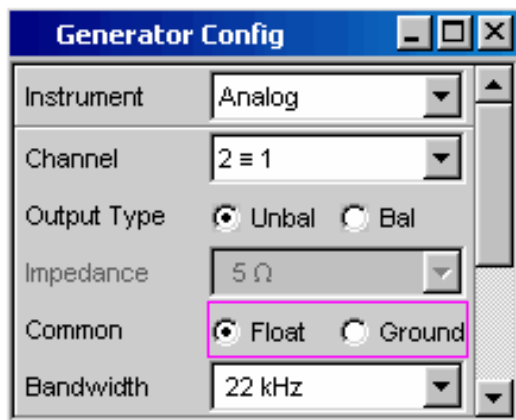 Generator Config
Instrument Analog
Channel 2 ≡ 1
Output Type Unbal Bal
Impedance 5 Ω
Common Float Ground
Bandwidth 22 kHz